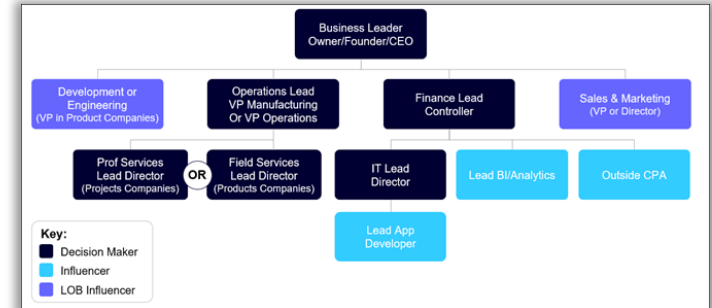 Business Leader
Owner/Founder/CEO
Development or
Engineering
(VP in Product Companies)
Operations Lead
VP Manufacturing
Or VP Operations
Finance Lead
Controller
Sales & Marketing
(VP or Director)
Prof Services
Lead Director
(Projects Companies)
OR
Field Services
Lead Director
(Products Companies)
IT Lead
Director
Lead BI/Analytics
Outside CPA
Lead App
Developer
Key:
Decision Maker
Influencer
LOB Influencer